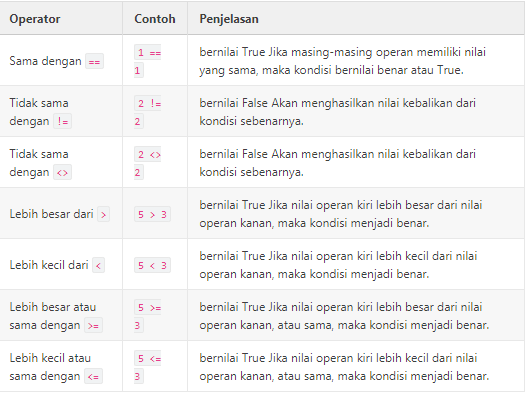 Operator Contoh Penjelasan
Sama dengan == 1 == 1 bernilai True Jika masing-masing operan memiliki nilai
yang sama, maka kondisi bernilai benar atau True.
Tidak sama dengan != 2 != 2 bernilai False Akan menghasilkan nilai kebalikan dari
kondisi sebenarnya.
Tidak sama dengan <> 2 <> 2 bernilai False Akan menghasilkan nilai kebalikan dari
kondisi sebenarnya.
Lebih besar dari > 5 > 3 bernilai True Jika nilai operan kiri lebih besar dari nilai
operan kanan, maka kondisi menjadi benar.
Lebih kecil dari < 5 < 3 bernilai True Jika nilai operan kiri lebih kecil dari nilai
operan kanan, maka kondisi menjadi benar.
Lebih besar atau sama dengan >= 5 >= 3 bernilai True Jika nilai operan kiri lebih besar dari nilai
operan kanan, atau sama, maka kondisi menjadi benar.
Lebih kecil atau sama dengan <= 5 <= 3 bernilai True Jika nilai operan kiri lebih kecil dari nilai
operan kanan, atau sama, maka kondisi menjadi benar.